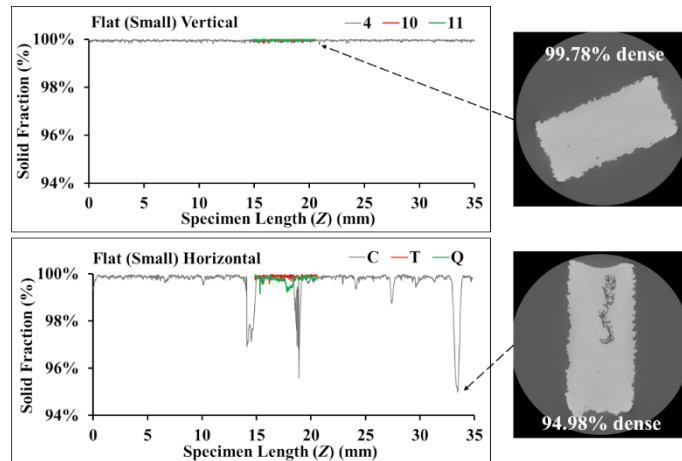 Flat (Small) Vertical
4 10 11
100%
98%
96%
94%
Solid Fraction (%)
0 5 10 15 20 25 30 35
Specimen Length (Z) (mm)
99.78% dense
Flat (Small) Horizontal
C T Q
100%
98%
96%
94%
Solid Fraction (%)
0 5 10 15 20 25 30 35
Specimen Length (Z) (mm)
94.98% dense